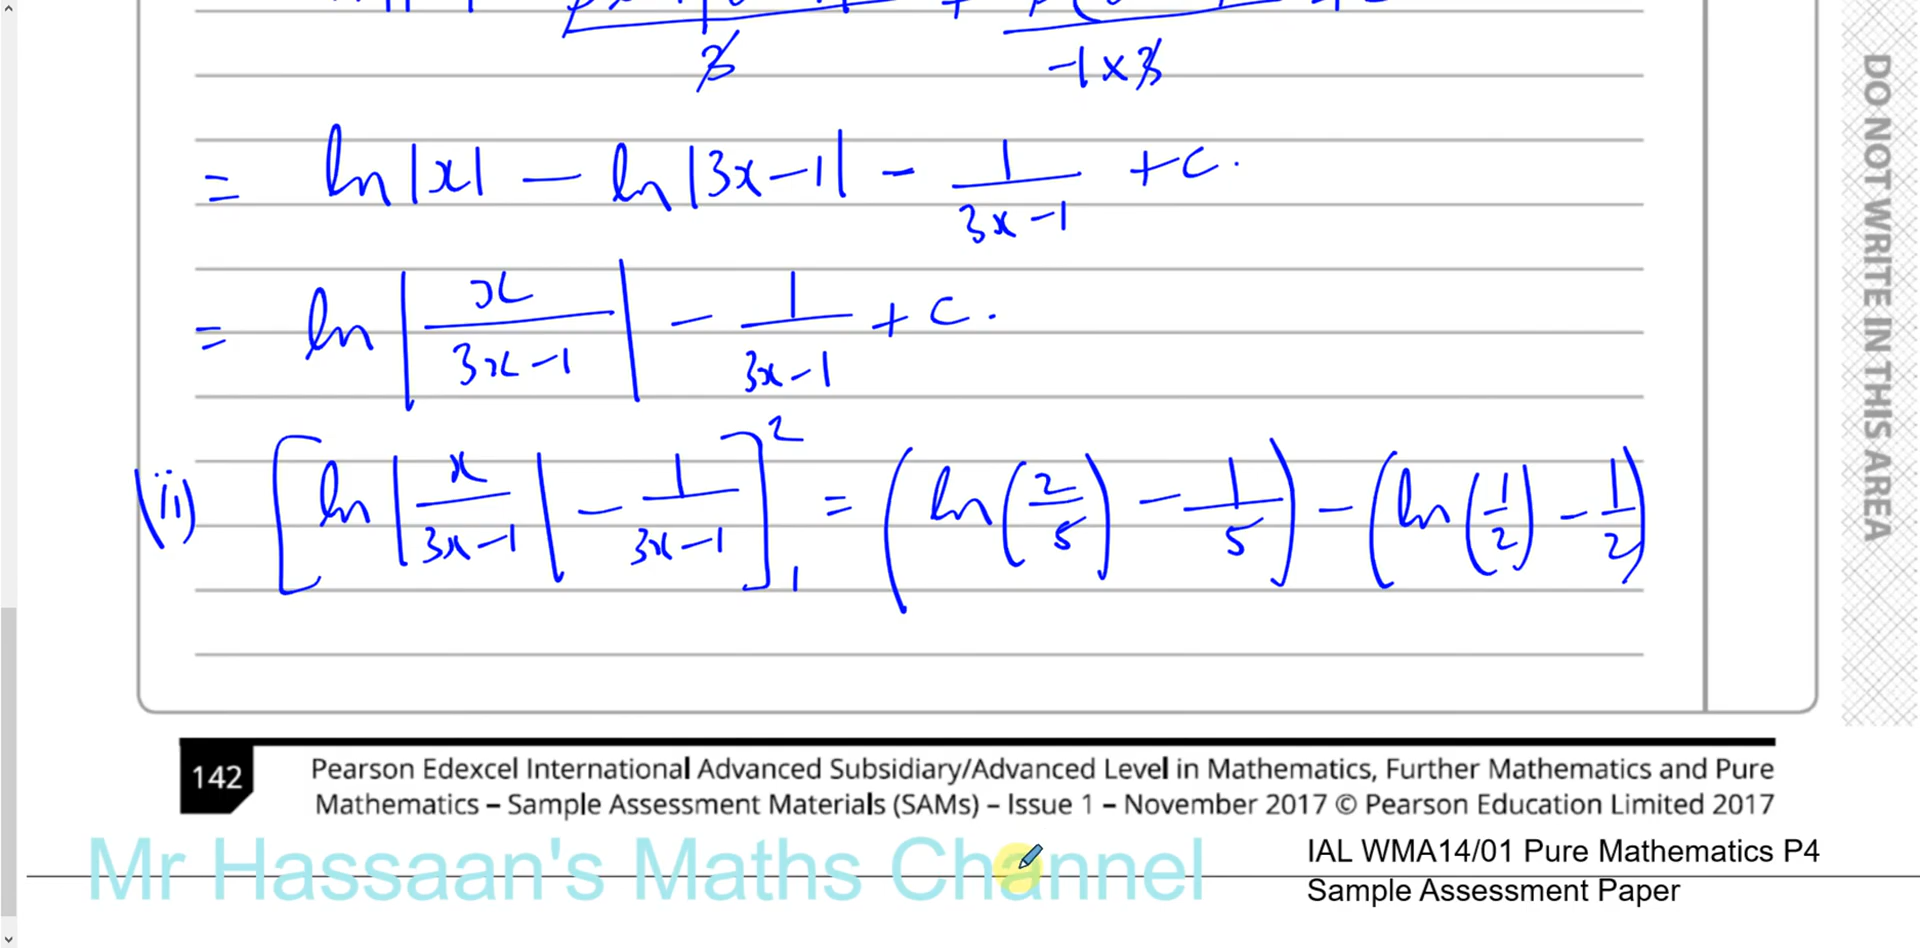 3 -1 × 3
= ln|x| − ln|3x−1| − 1/(3x−1) + c.
= ln|x/(3x−1)| − 1/(3x−1) + c.
(ii) [ln|x/(3x−1)| − 1/(3x−1)]₁² = (ln(2/5) − 1/5) − (ln(1/2) − 1/2)
DO NOT WRITE IN THIS AREA
142
Pearson Edexcel International Advanced Subsidiary/Advanced Level in Mathematics, Further Mathematics and Pure
Mathematics – Sample Assessment Materials (SAMs) – Issue 1 – November 2017 © Pearson Education Limited 2017
Mr Hassaan's Maths Channel
IAL WMA14/01 Pure Mathematics P4
Sample Assessment Paper